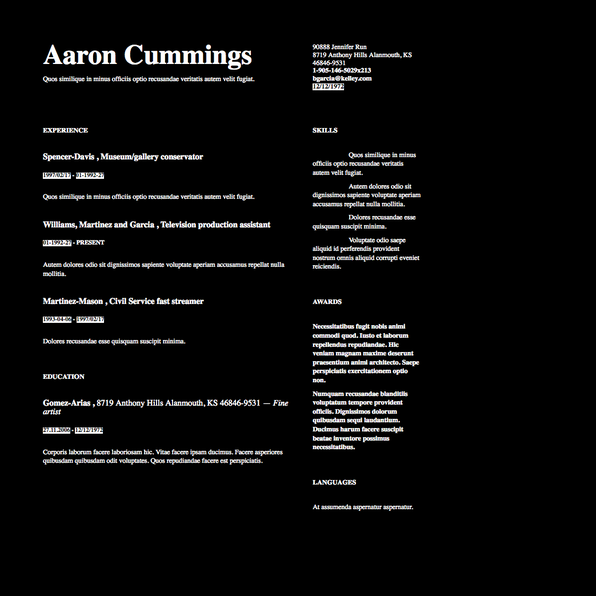 Aaron Cummings
Quos similique in minus officiis optio recusandae veritatis autem velit fugiat.
90888 Jennifer Run
8719 Anthony Hills Alanmouth, KS
46846-9531
1-905-146-5029x213
bgarcia@kelley.com
12/12/1972
EXPERIENCE
Spencer-Davis , Museum/gallery conservator
1997/02/17 - 01-1992-27
Quos similique in minus officiis optio recusandae veritatis autem velit fugiat.
Williams, Martinez and Garcia , Television production assistant
01-1992-27 - PRESENT
Autem dolores odio sit dignissimos sapiente voluptate aperiam accusamus repellat nulla
mollitia.
Martinez-Mason , Civil Service fast streamer
1993-04-06 - 1997/02/17
Dolores recusandae esse quisquam suscipit minima.
EDUCATION
Gomez-Arias , 8719 Anthony Hills Alanmouth, KS 46846-9531 — Fine
artist
27.11.2006 - 12/12/1972
Corporis laborum facere laboriosam hic. Vitae facere ipsam ducimus. Facere asperiores
quibusdam quibusdam odit voluptates. Quos repudiandae facere est perspiciatis.
SKILLS
Quos similique in minus
officiis optio recusandae veritatis
autem velit fugiat.
Autem dolores odio sit
dignissimos sapiente voluptate aperiam
accusamus repellat nulla mollitia.
Dolores recusandae esse
quisquam suscipit minima.
Voluptate odio saepe
aliquid id perferendis provident
nostrum omnis aliquid corrupti eveniet
reiciendis.
AWARDS
Necessitatibus fugit nobis animi
commodi quod. Iusto et laborum
repellendus repudiandae. Hic
veniam magnam maxime deserunt
praesentium animi architecto. Saepe
perspiciatis exercitationem optio
non.
Numquam recusandae blanditiis
voluptatum tempore provident
officiis. Dignissimos dolorum
quibusdam sequi laudantium.
Ducimus harum facere suscipit
beatae inventore possimus
necessitatibus.
LANGUAGES
At assumenda aspernatur aspernatur.